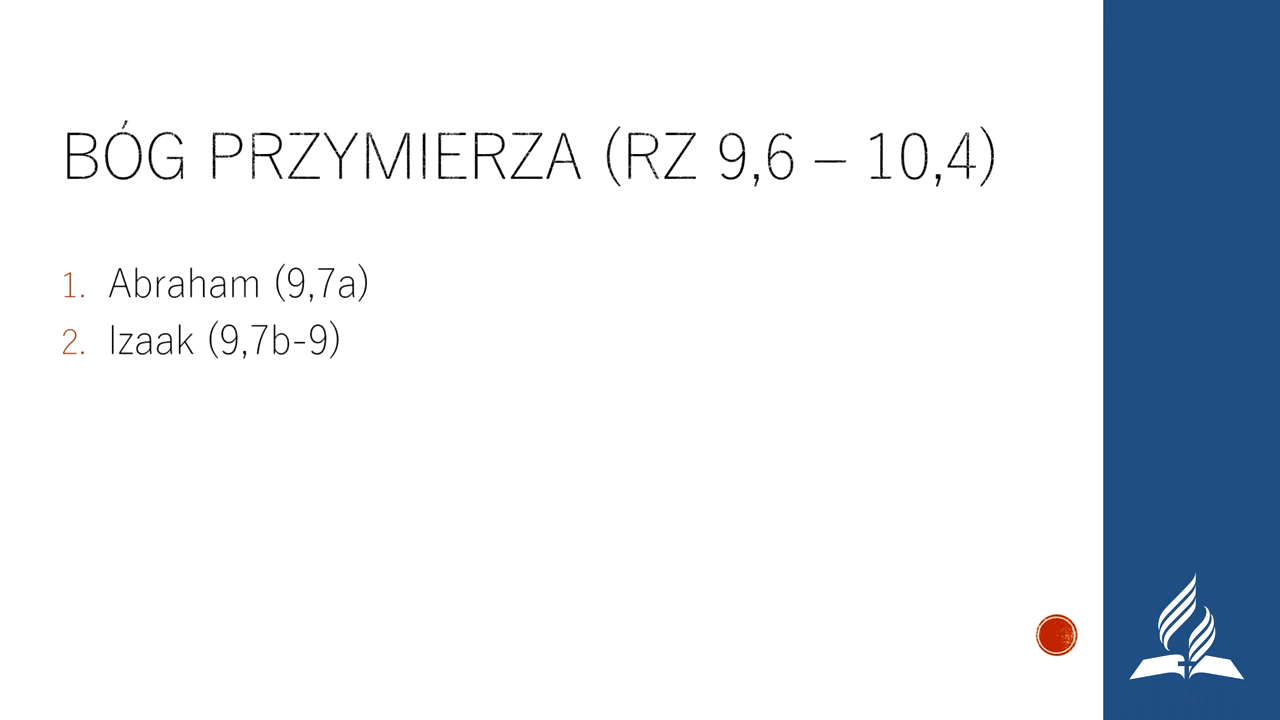 BÓG PRZYMIERZA (RZ 9,6 – 10,4)
1. Abraham (9,7a)
2. Izaak (9,7b-9)